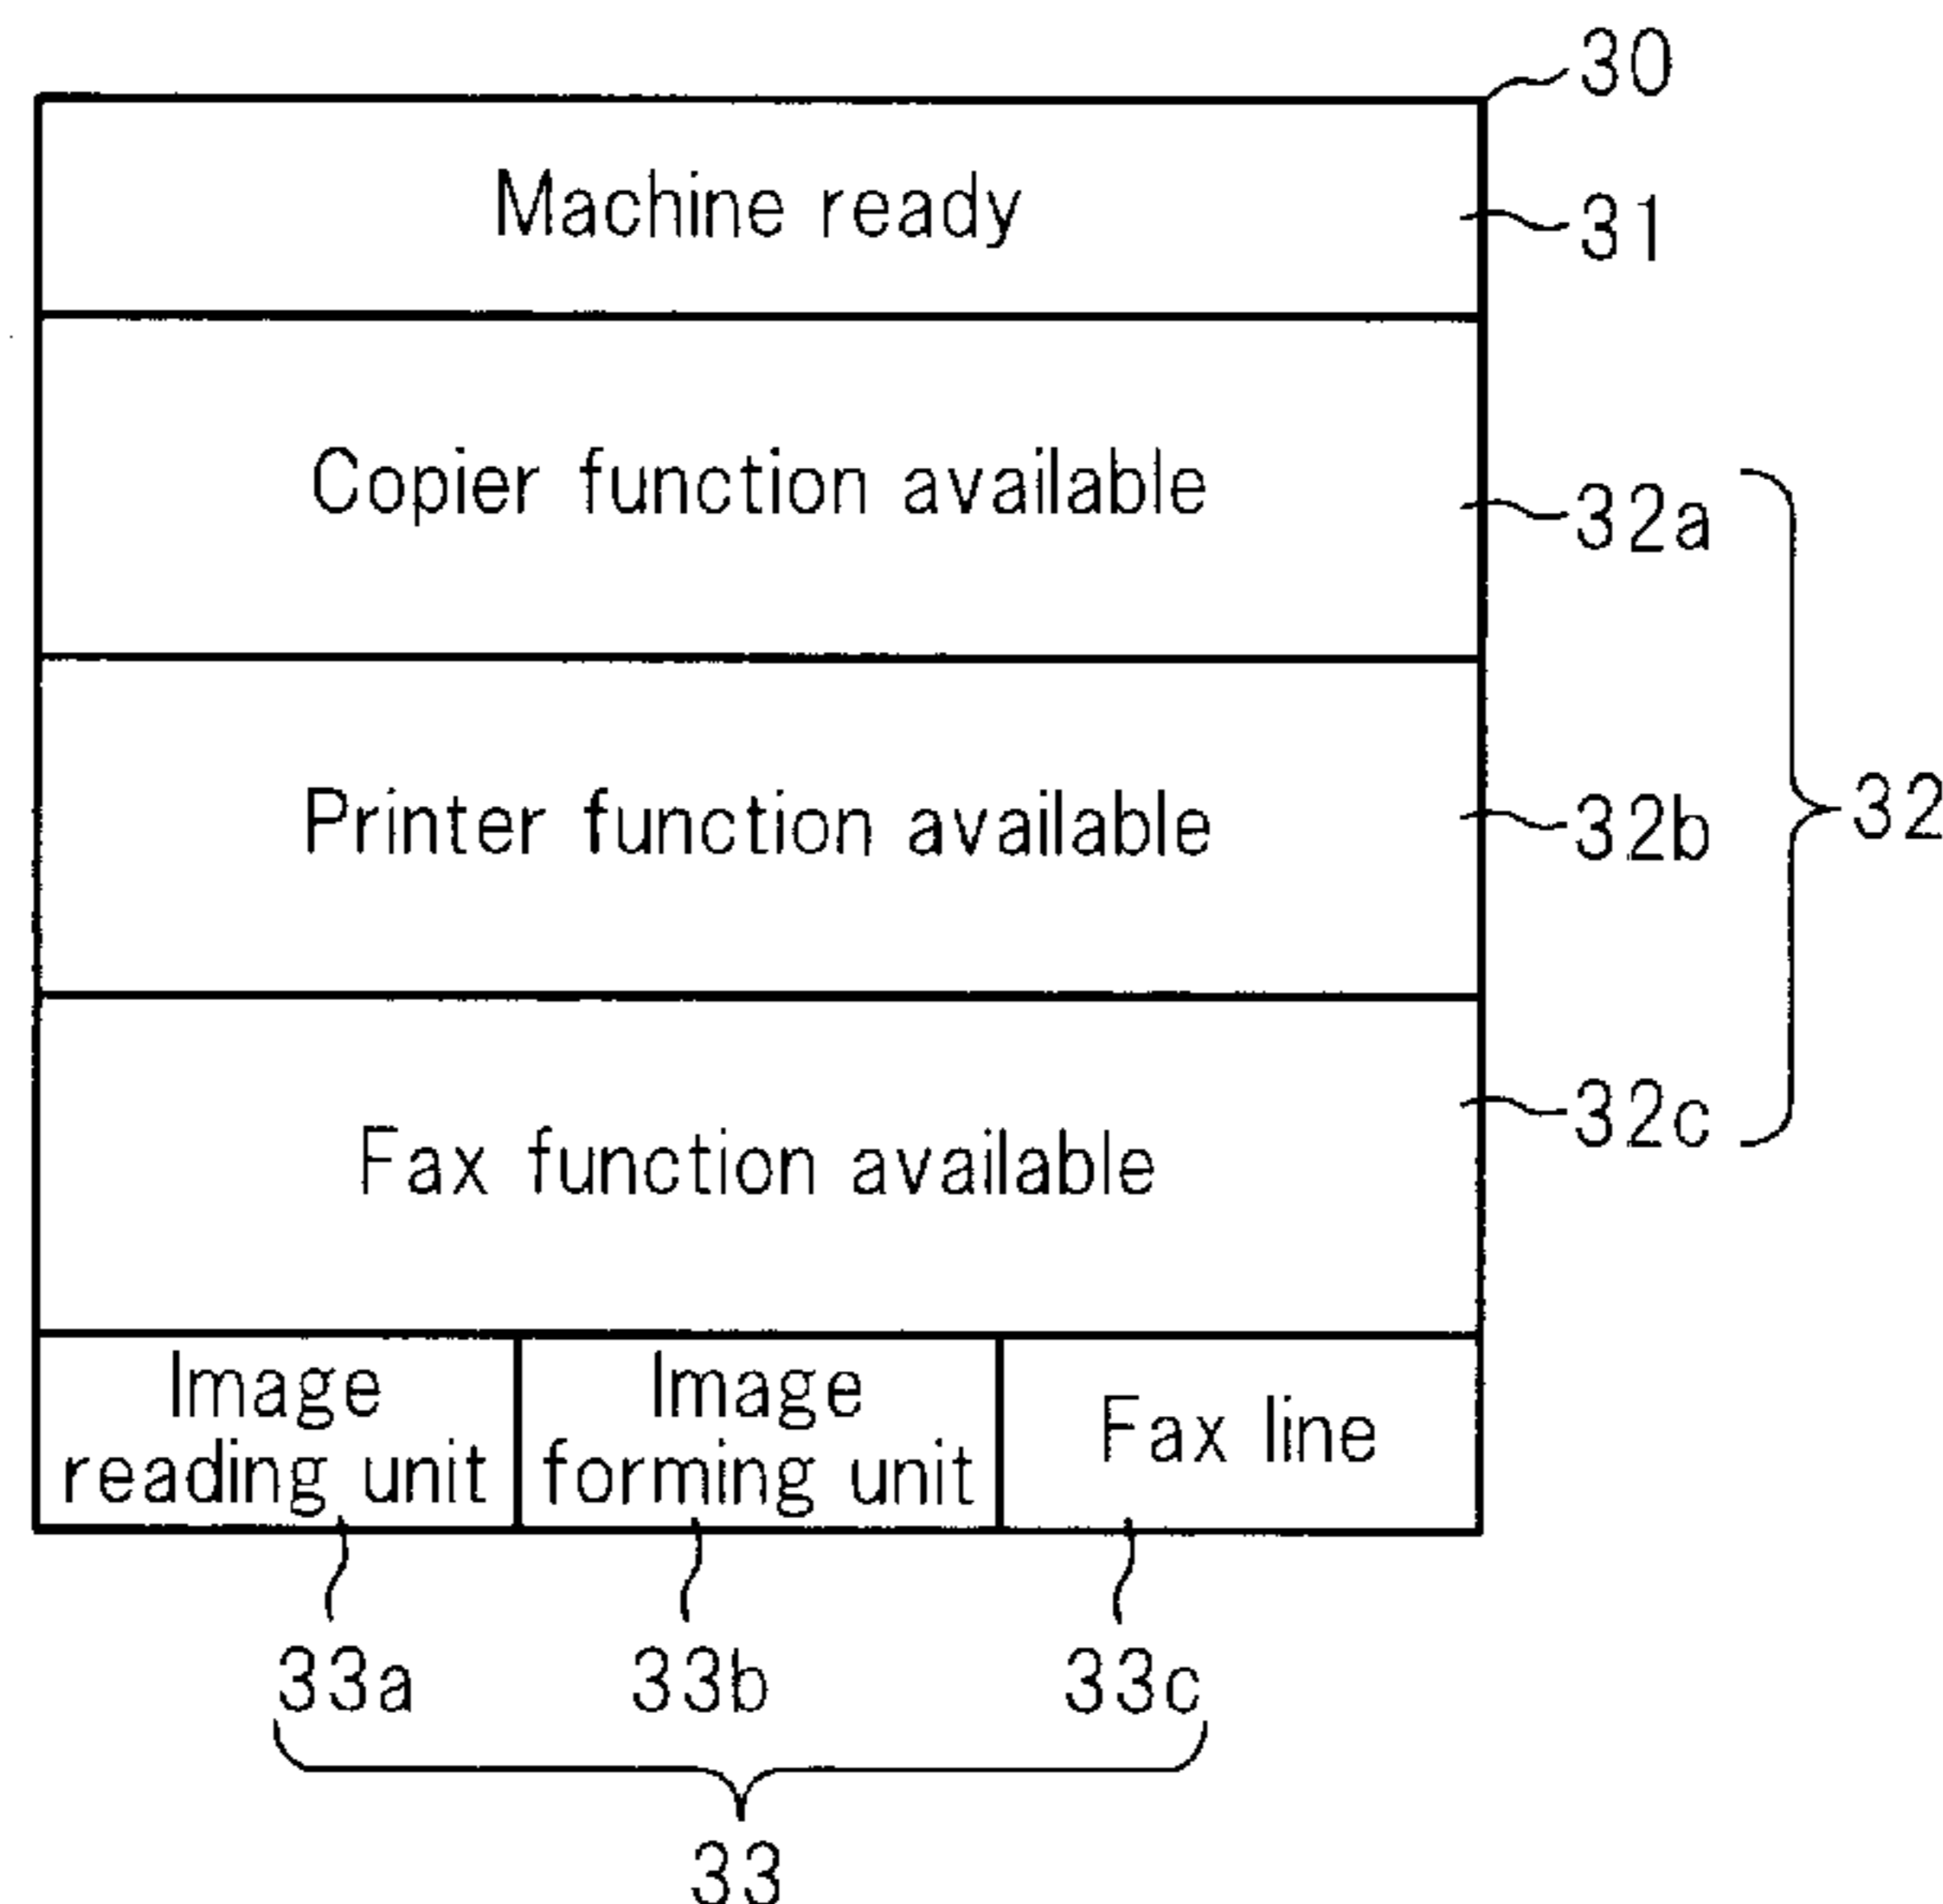 30
Machine ready
31
Copier function available
32a
Printer function available
32b
32
Fax function available
32c
Image
reading unit
Image
forming unit
Fax line
33a
33b
33c
33